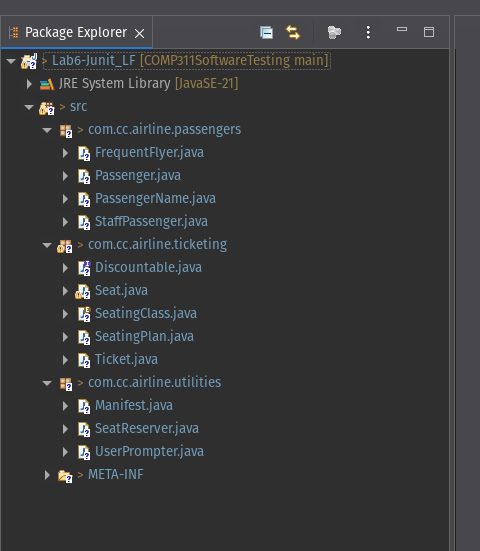 Package Explorer
> Lab6-Junit_LF [COMP311SoftwareTesting main]
JRE System Library [JavaSE-21]
> src
> com.cc.airline.passengers
FrequentFlyer.java
Passenger.java
PassengerName.java
StaffPassenger.java
> com.cc.airline.ticketing
Discountable.java
Seat.java
SeatingClass.java
SeatingPlan.java
Ticket.java
> com.cc.airline.utilities
Manifest.java
SeatReserver.java
UserPrompter.java
> META-INF